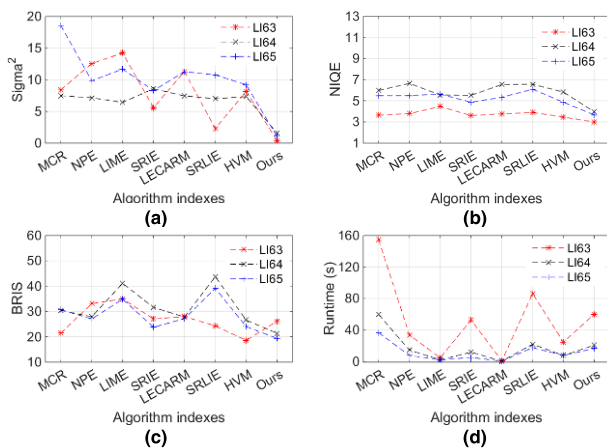 20
15
10
5
0
Sigma²
LI63
LI64
LI65
MCR
NPE
LIME
SRIE
LECARM
SRLIE
HVM
Ours
Algorithm indexes
(a)
11
9
7
5
3
1
NIQE
LI63
LI64
LI65
MCR
NPE
LIME
SRIE
LECARM
SRLIE
HVM
Ours
Algorithm indexes
(b)
60
50
40
30
20
10
BRIS
LI63
LI64
LI65
MCR
NPE
LIME
SRIE
LECARM
SRLIE
HVM
Ours
Algorithm indexes
(c)
160
120
80
40
0
Runtime (s)
LI63
LI64
LI65
MCR
NPE
LIME
SRIE
LECARM
SRLIE
HVM
Ours
Algorithm indexes
(d)